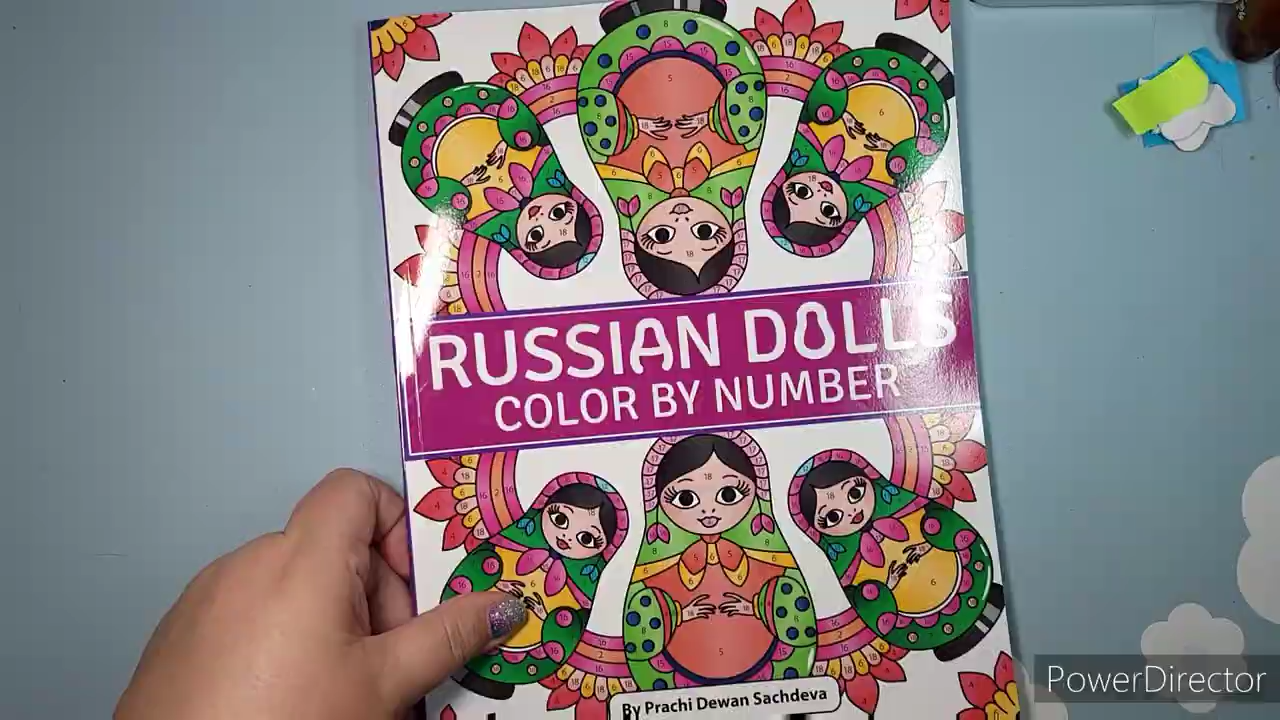 RUSSIAN DOLLS
COLOR BY NUMBER
By Prachi Dewan Sachdeva
PowerDirector